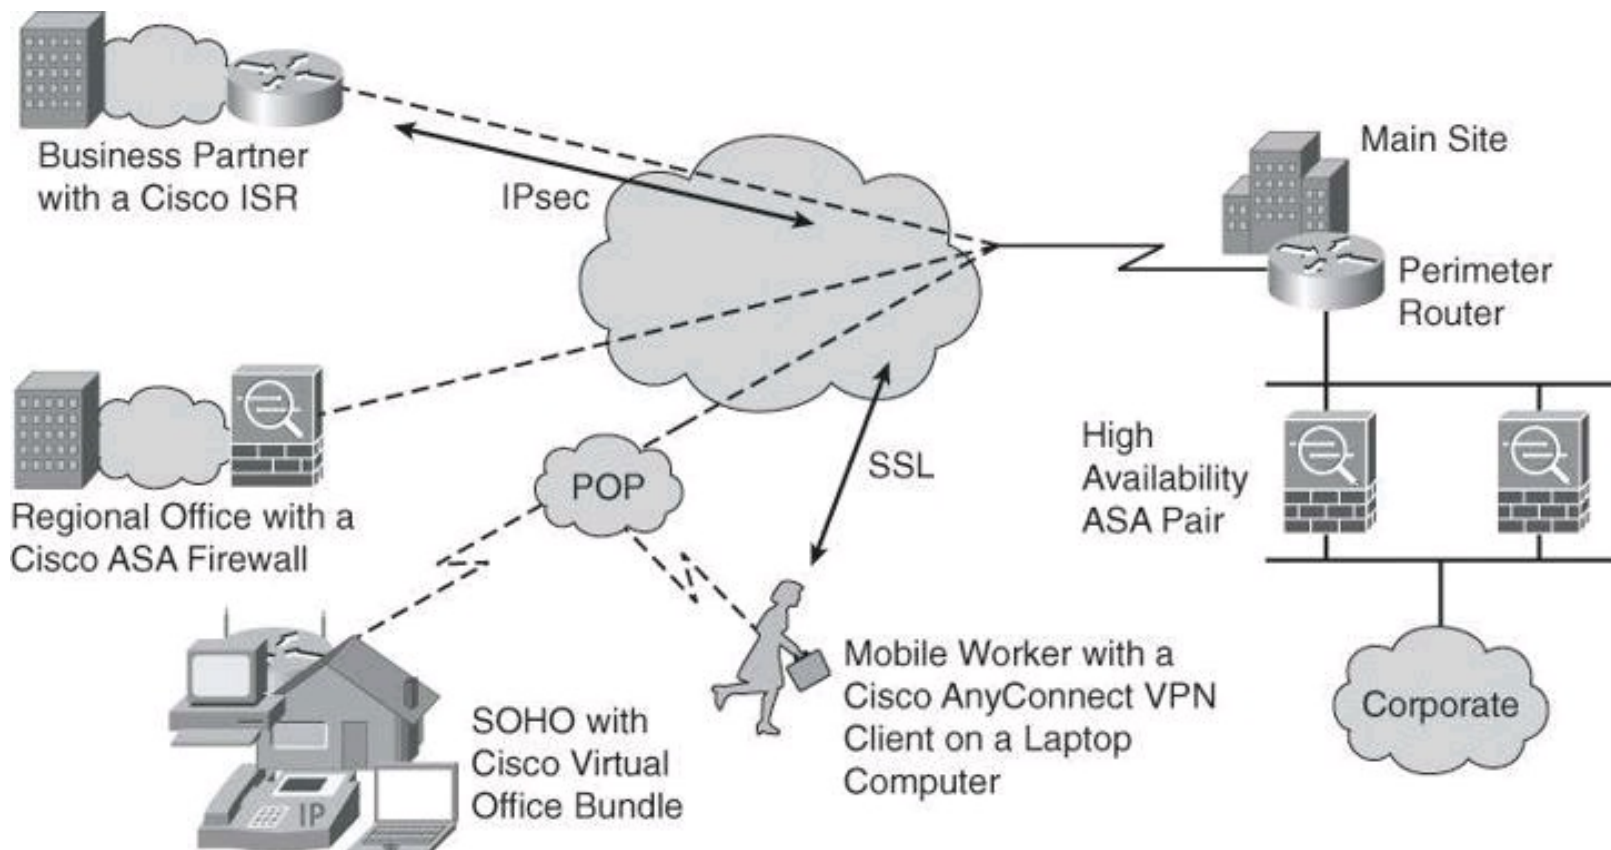 Business Partner
with a Cisco ISR
IPsec
Main Site
Perimeter
Router
Regional Office with a
Cisco ASA Firewall
POP
SSL
High
Availability
ASA Pair
SOHO with
Cisco Virtual
Office Bundle
IP
Mobile Worker with a
Cisco AnyConnect VPN
Client on a Laptop
Computer
Corporate